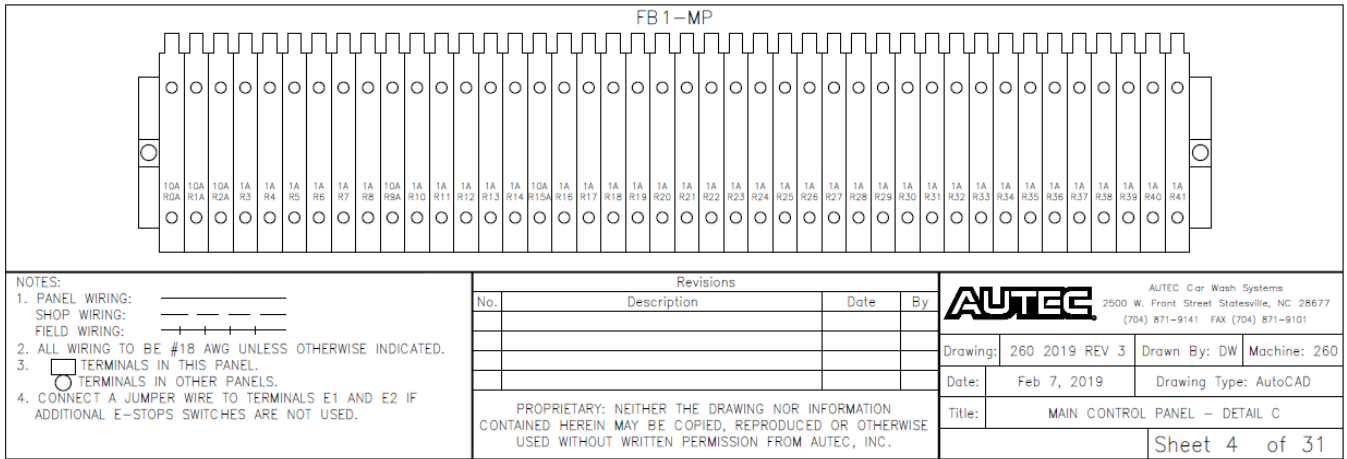 FB1-MP
10A 10A 10A 1A 1A 1A 1A 1A 1A 10A 1A 1A 1A 1A 1A 10A 1A 1A 1A 1A 1A 1A 1A 1A 1A 1A 1A 1A 1A 1A 1A 1A 1A 1A 1A 1A 1A 1A 1A 1A 1A
R0A R1A R2A R3 R4 R5 R6 R7 R8 R9A R10 R11 R12 R13 R14 R15A R16 R17 R18 R19 R20 R21 R22 R23 R24 R25 R26 R27 R28 R29 R30 R31 R32 R33 R34 R35 R36 R37 R38 R39 R40 R41
NOTES:
1. PANEL WIRING:
SHOP WIRING:
FIELD WIRING:
2. ALL WIRING TO BE #18 AWG UNLESS OTHERWISE INDICATED.
3. TERMINALS IN THIS PANEL.
TERMINALS IN OTHER PANELS.
4. CONNECT A JUMPER WIRE TO TERMINALS E1 AND E2 IF
ADDITIONAL E-STOPS SWITCHES ARE NOT USED.
Revisions
No. Description Date By
PROPRIETARY: NEITHER THE DRAWING NOR INFORMATION
CONTAINED HEREIN MAY BE COPIED, REPRODUCED OR OTHERWISE
USED WITHOUT WRITTEN PERMISSION FROM AUTEC, INC.
AUTEC
AUTEC Car Wash Systems
2500 W. Front Street Statesville, NC 28677
(704) 871-9141 FAX (704) 871-9101
Drawing: 260 2019 REV 3 Drawn By: DW Machine: 260
Date: Feb 7, 2019 Drawing Type: AutoCAD
Title: MAIN CONTROL PANEL - DETAIL C
Sheet 4 of 31